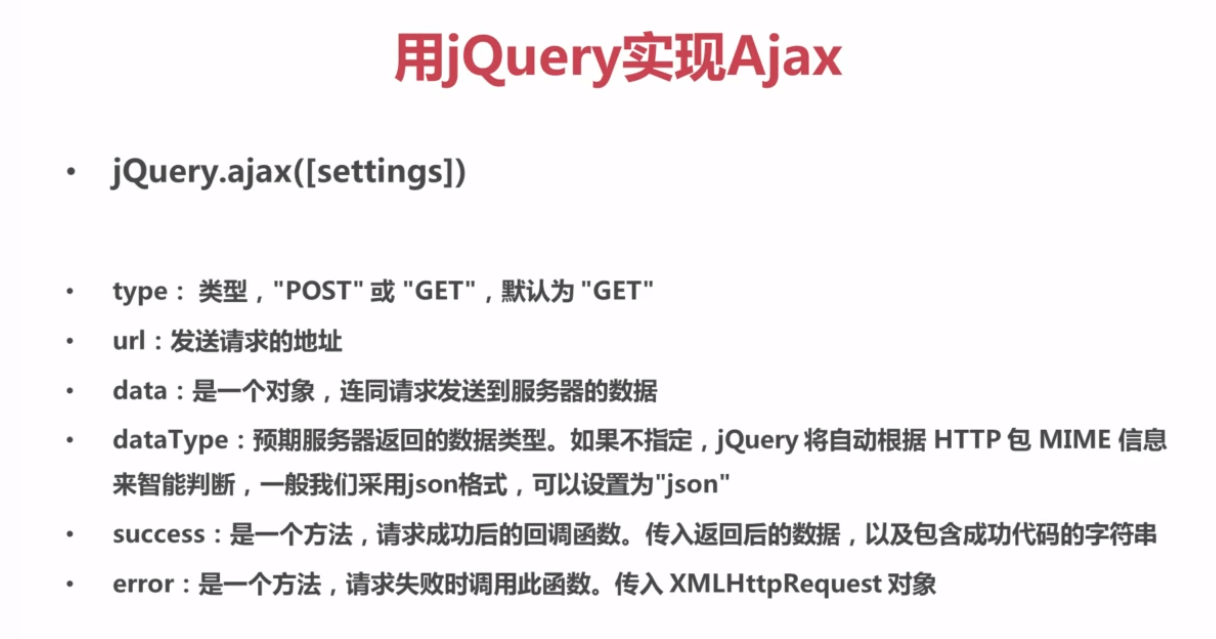 用jQuery实现Ajax
• jQuery.ajax([settings])
• type： 类型，"POST" 或 "GET"，默认为 "GET"
• url：发送请求的地址
• data：是一个对象，连同请求发送到服务器的数据
• dataType：预期服务器返回的数据类型。如果不指定，jQuery 将自动根据 HTTP 包 MIME 信息
来智能判断，一般我们采用json格式，可以设置为"json"
• success：是一个方法，请求成功后的回调函数。传入返回后的数据，以及包含成功代码的字符串
• error：是一个方法，请求失败时调用此函数。传入 XMLHttpRequest 对象